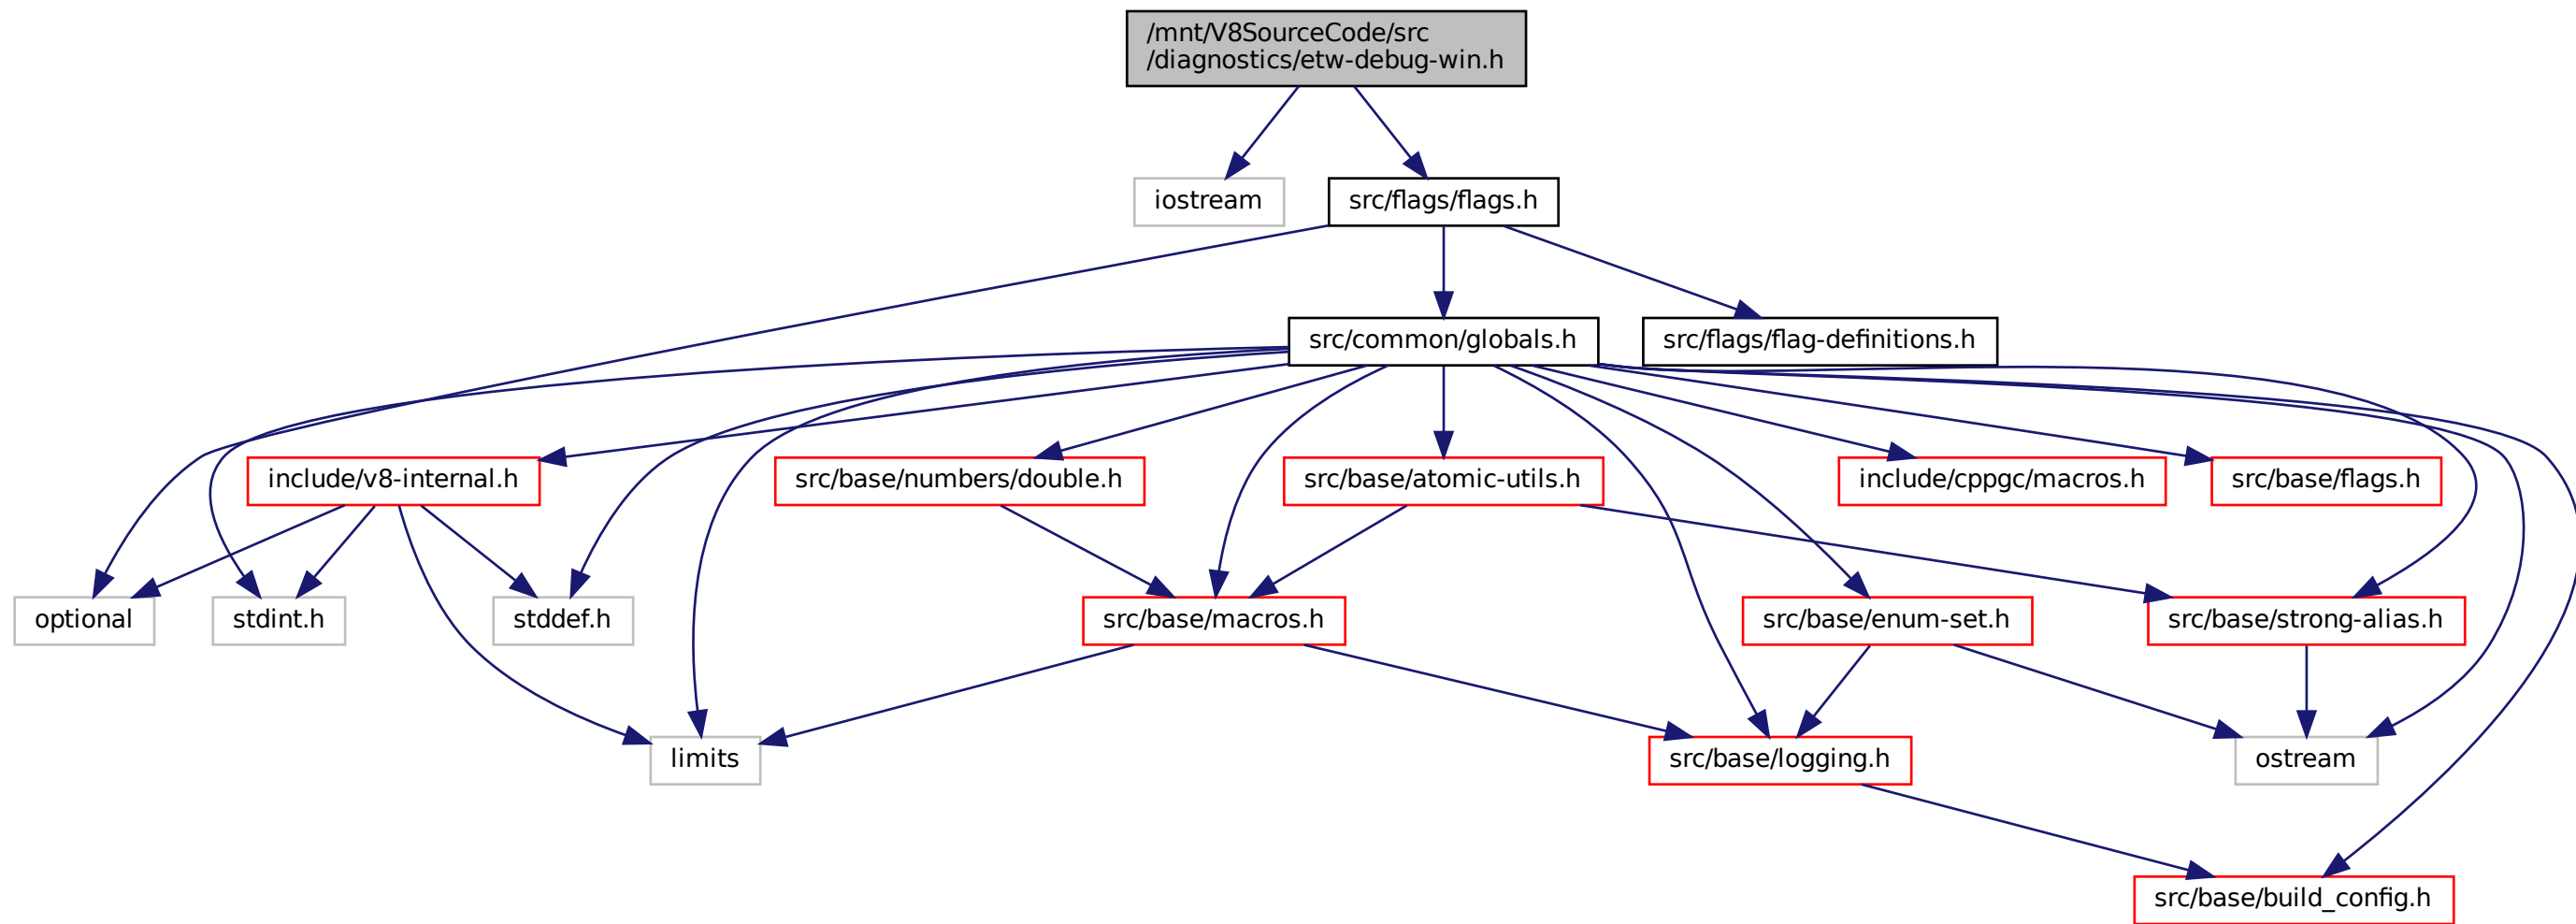 /mnt/V8SourceCode/src
/diagnostics/etw-debug-win.h
iostream
src/flags/flags.h
src/common/globals.h
src/flags/flag-definitions.h
include/v8-internal.h
src/base/numbers/double.h
src/base/atomic-utils.h
include/cppgc/macros.h
src/base/flags.h
optional
stdint.h
stddef.h
src/base/macros.h
src/base/enum-set.h
src/base/strong-alias.h
limits
src/base/logging.h
ostream
src/base/build_config.h